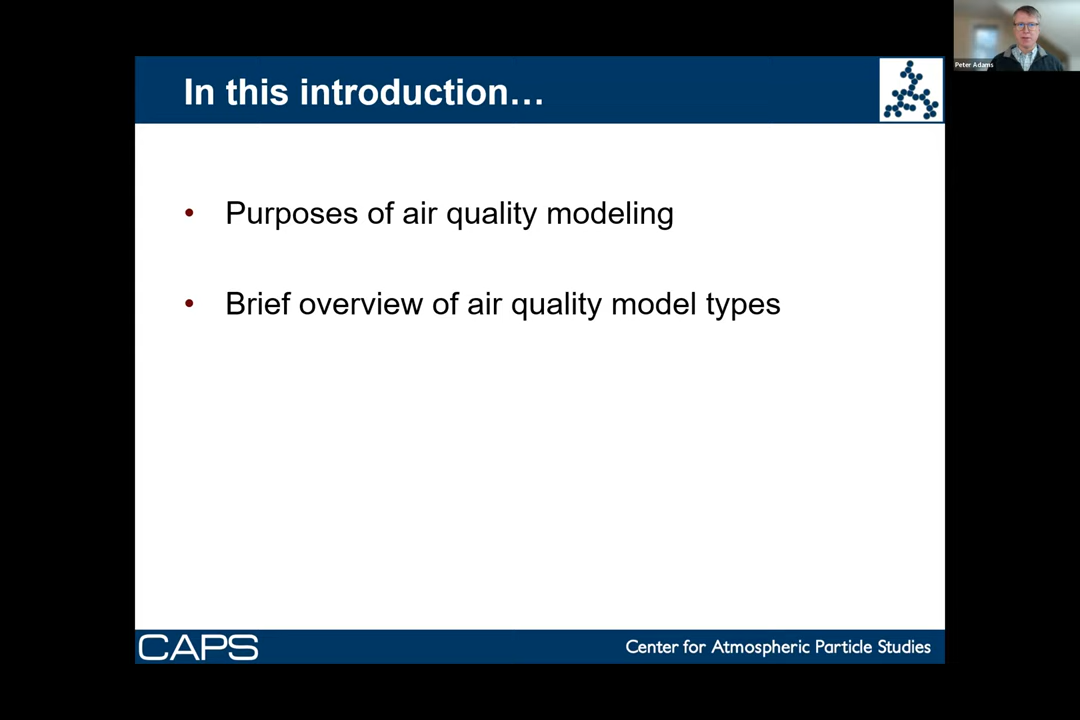 Peter Adams
In this introduction…
• Purposes of air quality modeling
• Brief overview of air quality model types
CAPS
Center for Atmospheric Particle Studies